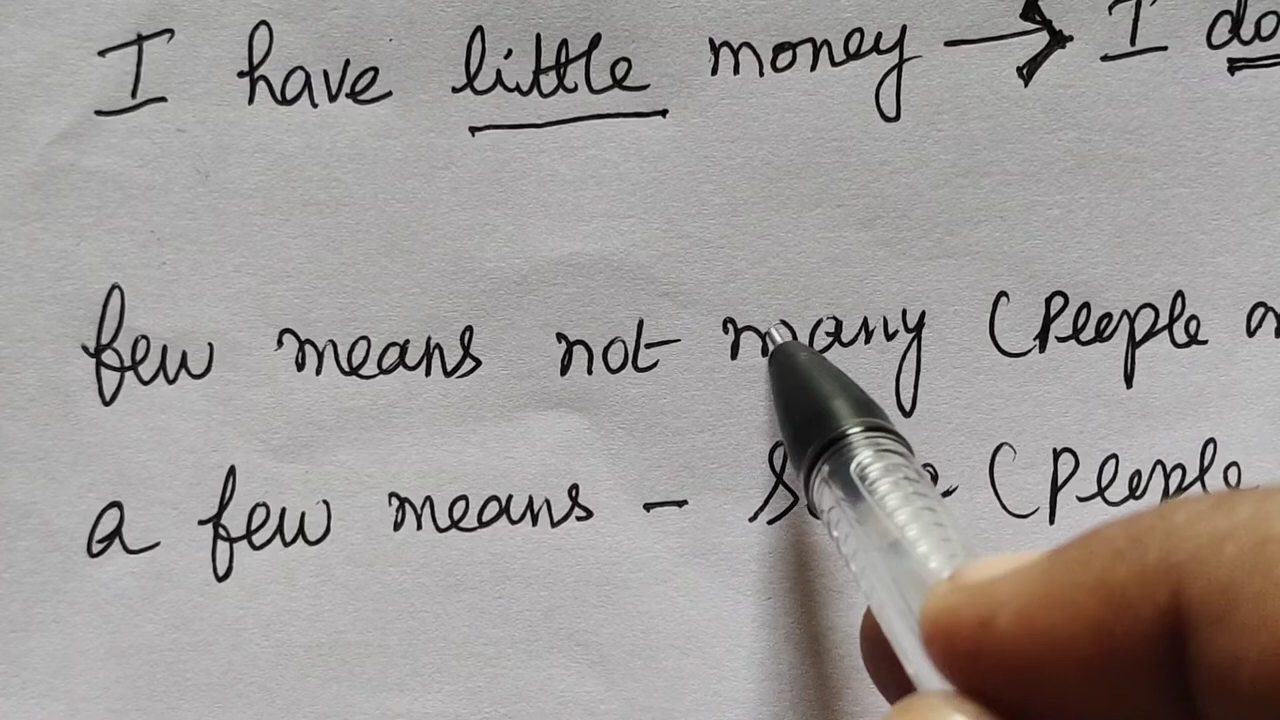 I have little money → I do
few means not many (People
a few means - (People